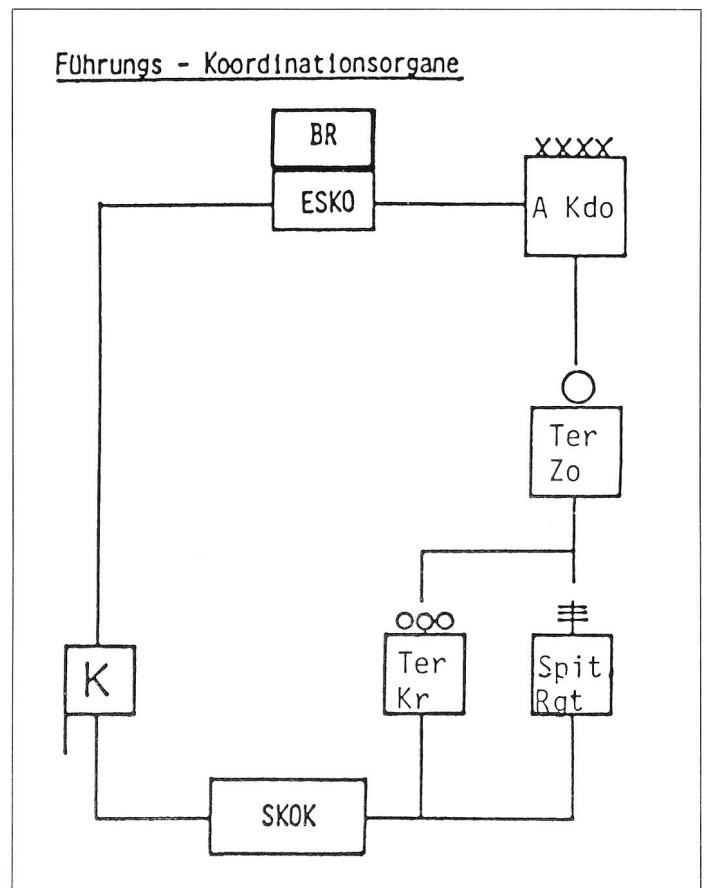 Führungs - Koordinationsorgane
BR
ESKO
XXXX
A Kdo
Ter
Zo
K
Ter
Kr
Spit
Rgt
SKOK